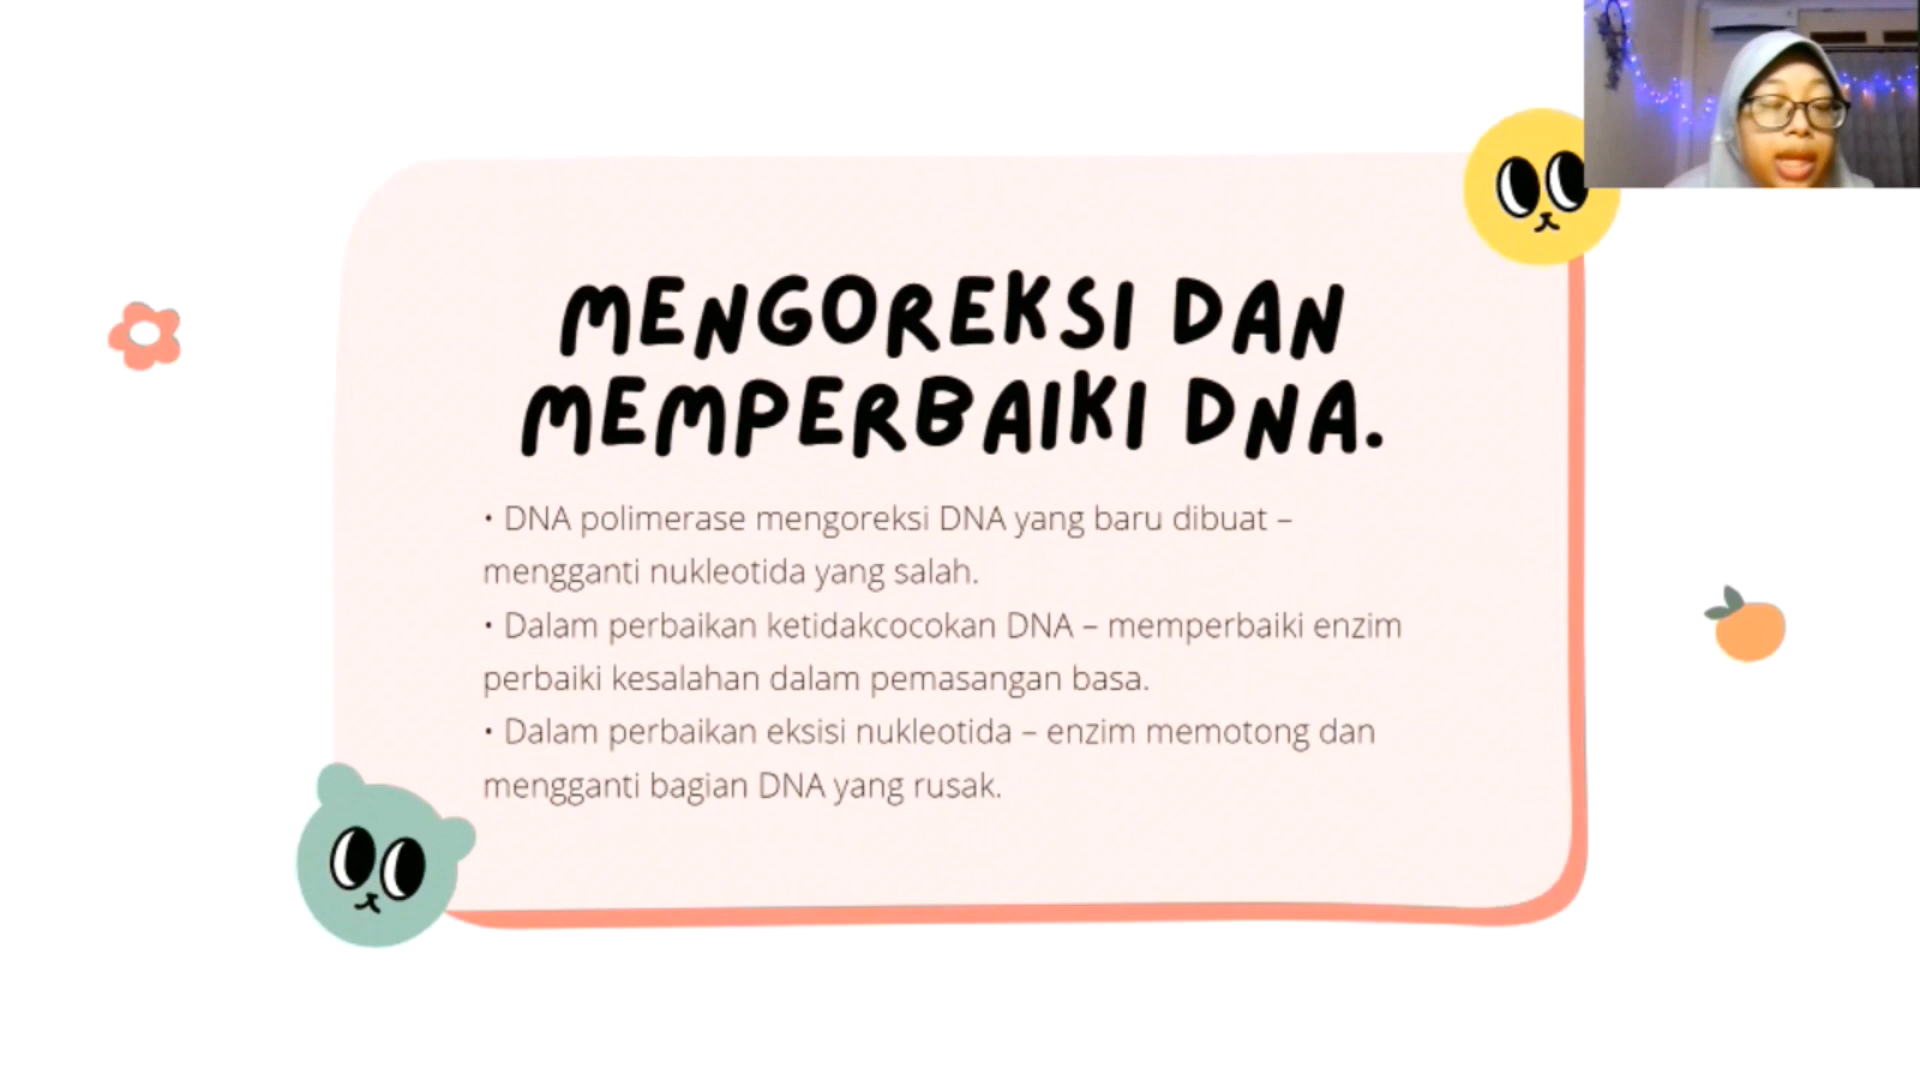 MENGOREKSI DAN
MEMPERBAIKI DNA.
• DNA polimerase mengoreksi DNA yang baru dibuat –
mengganti nukleotida yang salah.
• Dalam perbaikan ketidakcocokan DNA – memperbaiki enzim
perbaiki kesalahan dalam pemasangan basa.
• Dalam perbaikan eksisi nukleotida – enzim memotong dan
mengganti bagian DNA yang rusak.